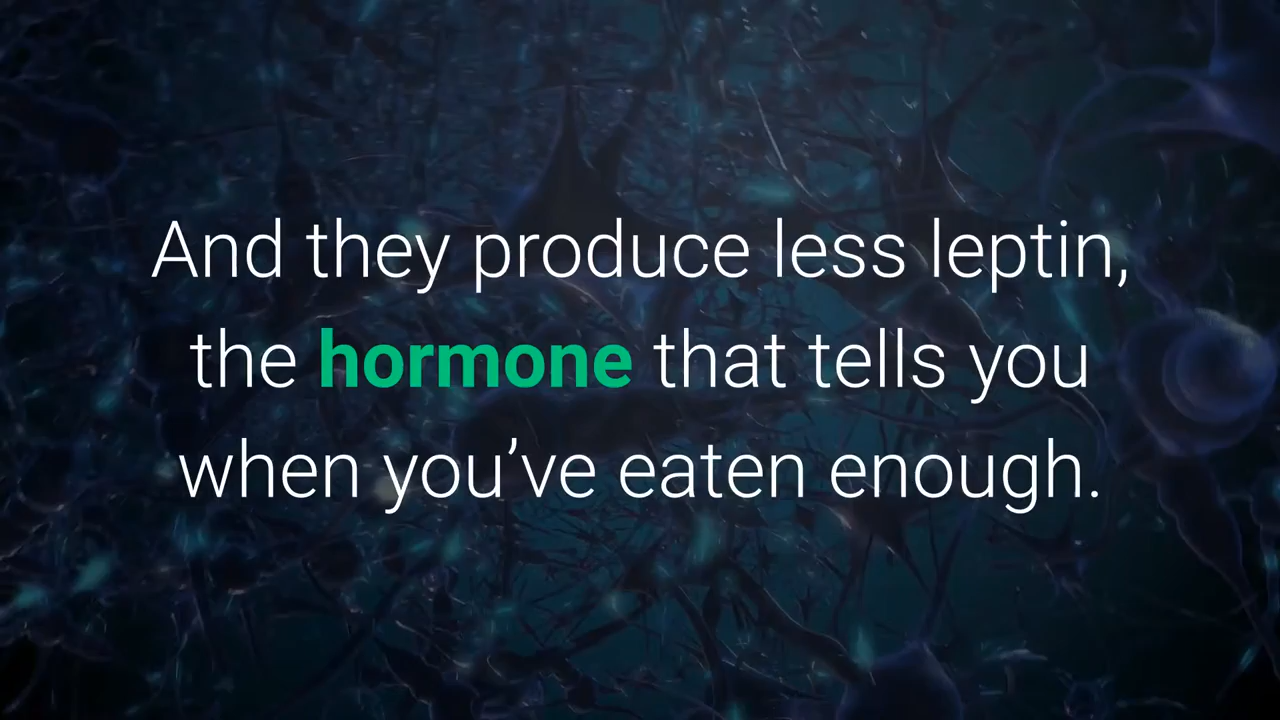 And they produce less leptin,
the hormone that tells you
when you’ve eaten enough.